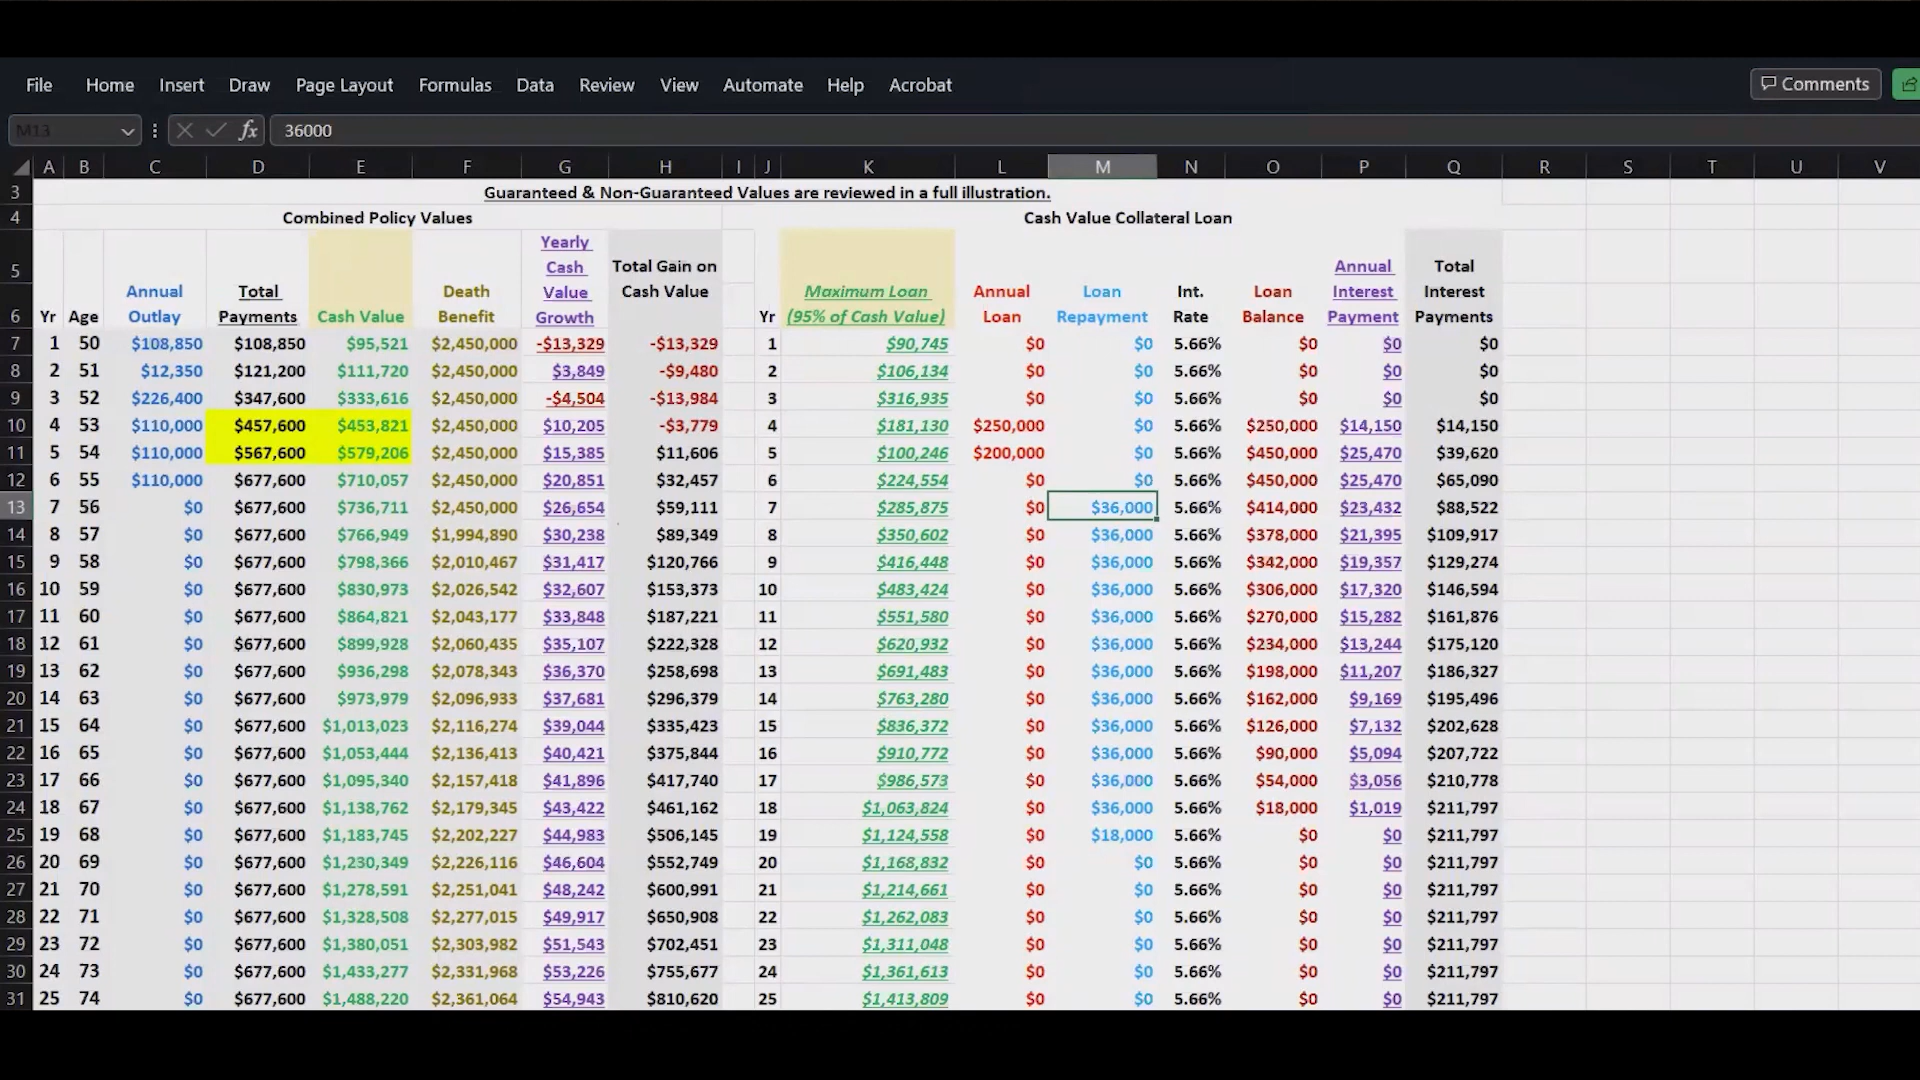 File Home Insert Draw Page Layout Formulas Data Review View Automate Help Acrobat Comments
M13 fx 36000
A B C D E F G H I J K L M N O P Q R S T U V
3 Guaranteed & Non-Guaranteed Values are reviewed in a full illustration.
4 Combined Policy Values Cash Value Collateral Loan
5 6 Yr Age Annual Outlay Total Payments Cash Value Death Benefit Yearly Cash Value Growth Total Gain on Cash Value Yr Maximum Loan (95% of Cash Value) Annual Loan Loan Repayment Int. Rate Loan Balance Annual Interest Payment Total Interest Payments
7 1 50 $108,850 $108,850 $95,521 $2,450,000 -$13,329 -$13,329 1 $90,745 $0 $0 5.66% $0 $0 $0
8 2 51 $12,350 $121,200 $111,720 $2,450,000 $3,849 -$9,480 2 $106,134 $0 $0 5.66% $0 $0 $0
9 3 52 $226,400 $347,600 $333,616 $2,450,000 -$4,504 -$13,984 3 $316,935 $0 $0 5.66% $0 $0 $0
10 4 53 $110,000 $457,600 $453,821 $2,450,000 $10,205 -$3,779 4 $181,130 $250,000 $0 5.66% $250,000 $14,150 $14,150
11 5 54 $110,000 $567,600 $579,206 $2,450,000 $15,385 $11,606 5 $100,246 $200,000 $0 5.66% $450,000 $25,470 $39,620
12 6 55 $110,000 $677,600 $710,057 $2,450,000 $20,851 $32,457 6 $224,554 $0 $0 5.66% $450,000 $25,470 $65,090
13 7 56 $0 $677,600 $736,711 $2,450,000 $26,654 $59,111 7 $285,875 $0 $36,000 5.66% $414,000 $23,432 $88,522
14 8 57 $0 $677,600 $766,949 $1,994,890 $30,238 $89,349 8 $350,602 $0 $36,000 5.66% $378,000 $21,395 $109,917
15 9 58 $0 $677,600 $798,366 $2,010,467 $31,417 $120,766 9 $416,448 $0 $36,000 5.66% $342,000 $19,357 $129,274
16 10 59 $0 $677,600 $830,973 $2,026,542 $32,607 $153,373 10 $483,424 $0 $36,000 5.66% $306,000 $17,320 $146,594
17 11 60 $0 $677,600 $864,821 $2,043,177 $33,848 $187,221 11 $551,580 $0 $36,000 5.66% $270,000 $15,282 $161,876
18 12 61 $0 $677,600 $899,928 $2,060,435 $35,107 $222,328 12 $620,932 $0 $36,000 5.66% $234,000 $13,244 $175,120
19 13 62 $0 $677,600 $936,298 $2,078,343 $36,370 $258,698 13 $691,483 $0 $36,000 5.66% $198,000 $11,207 $186,327
20 14 63 $0 $677,600 $973,979 $2,096,933 $37,681 $296,379 14 $763,280 $0 $36,000 5.66% $162,000 $9,169 $195,496
21 15 64 $0 $677,600 $1,013,023 $2,116,274 $39,044 $335,423 15 $836,372 $0 $36,000 5.66% $126,000 $7,132 $202,628
22 16 65 $0 $677,600 $1,053,444 $2,136,413 $40,421 $375,844 16 $910,772 $0 $36,000 5.66% $90,000 $5,094 $207,722
23 17 66 $0 $677,600 $1,095,340 $2,157,418 $41,896 $417,740 17 $986,573 $0 $36,000 5.66% $54,000 $3,056 $210,778
24 18 67 $0 $677,600 $1,138,762 $2,179,345 $43,422 $461,162 18 $1,063,824 $0 $36,000 5.66% $18,000 $1,019 $211,797
25 19 68 $0 $677,600 $1,183,745 $2,202,227 $44,983 $506,145 19 $1,124,558 $0 $18,000 5.66% $0 $0 $211,797
26 20 69 $0 $677,600 $1,230,349 $2,226,116 $46,604 $552,749 20 $1,168,832 $0 $0 5.66% $0 $0 $211,797
27 21 70 $0 $677,600 $1,278,591 $2,251,041 $48,242 $600,991 21 $1,214,661 $0 $0 5.66% $0 $0 $211,797
28 22 71 $0 $677,600 $1,328,508 $2,277,015 $49,917 $650,908 22 $1,262,083 $0 $0 5.66% $0 $0 $211,797
29 23 72 $0 $677,600 $1,380,051 $2,303,982 $51,543 $702,451 23 $1,311,048 $0 $0 5.66% $0 $0 $211,797
30 24 73 $0 $677,600 $1,433,277 $2,331,968 $53,226 $755,677 24 $1,361,613 $0 $0 5.66% $0 $0 $211,797
31 25 74 $0 $677,600 $1,488,220 $2,361,064 $54,943 $810,620 25 $1,413,809 $0 $0 5.66% $0 $0 $211,797